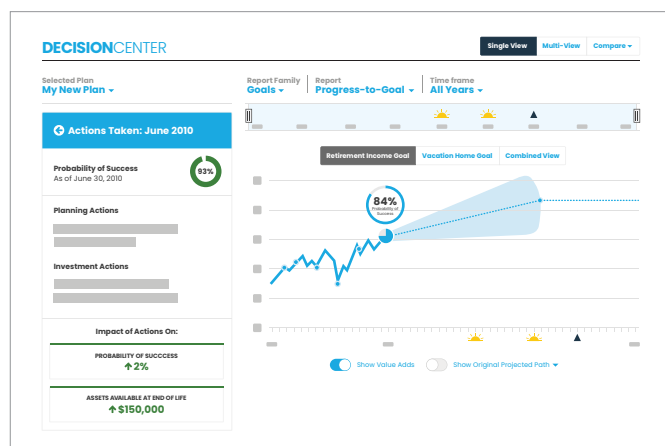 DECISIONCENTER
Single View
Multi-View
Compare
Selected Plan
My New Plan
Report Family
Goals
Report
Progress-to-Goal
Time frame
All Years
Actions Taken: June 2010
Probability of Success
As of June 30, 2010
93%
Planning Actions
Investment Actions
Impact of Actions On:
PROBABILITY OF SUCCCESS
2%
ASSETS AVAILABLE AT END OF LIFE
$150,000
Retirement Income Goal
Vacation Home Goal
Combined View
84%
Probability of
Success
Show Value Adds
Show Original Projected Path